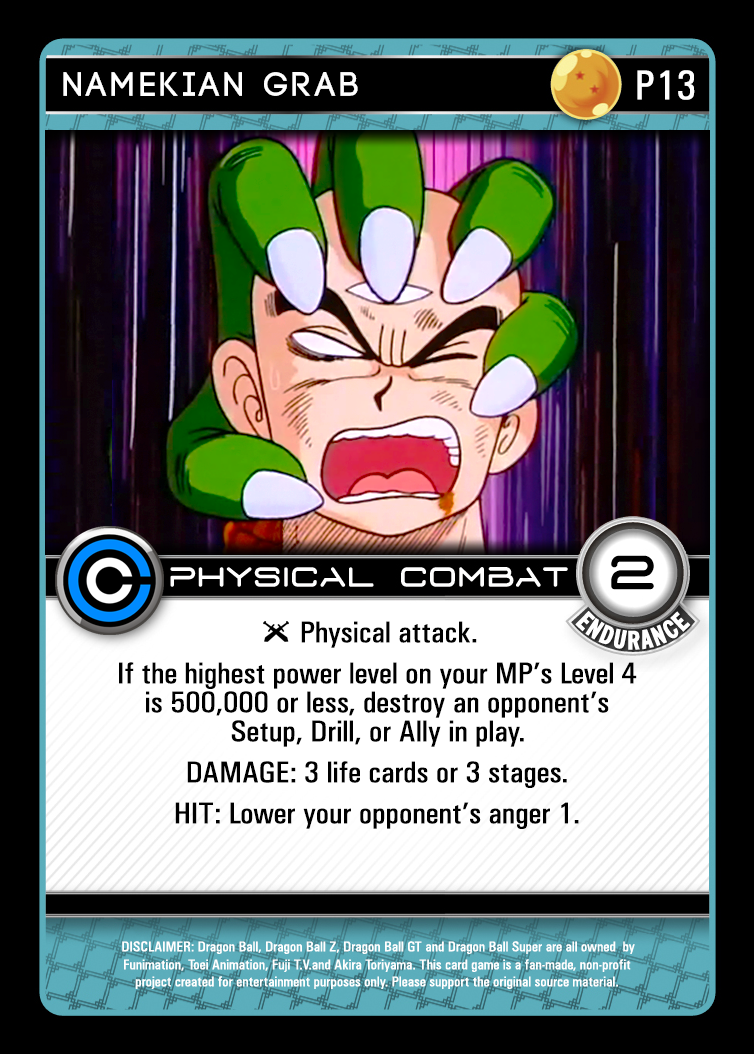 NAMEKIAN GRAB
P13
PHYSICAL COMBAT
2
ENDURANCE
Physical attack.
If the highest power level on your MP’s Level 4
is 500,000 or less, destroy an opponent’s
Setup, Drill, or Ally in play.
DAMAGE: 3 life cards or 3 stages.
HIT: Lower your opponent’s anger 1.
DISCLAIMER: Dragon Ball, Dragon Ball Z, Dragon Ball GT and Dragon Ball Super are all owned by
Funimation, Toei Animation, Fuji T.V.and Akira Toriyama. This card game is a fan-made, non-profit
project created for entertainment purposes only. Please support the original source material.